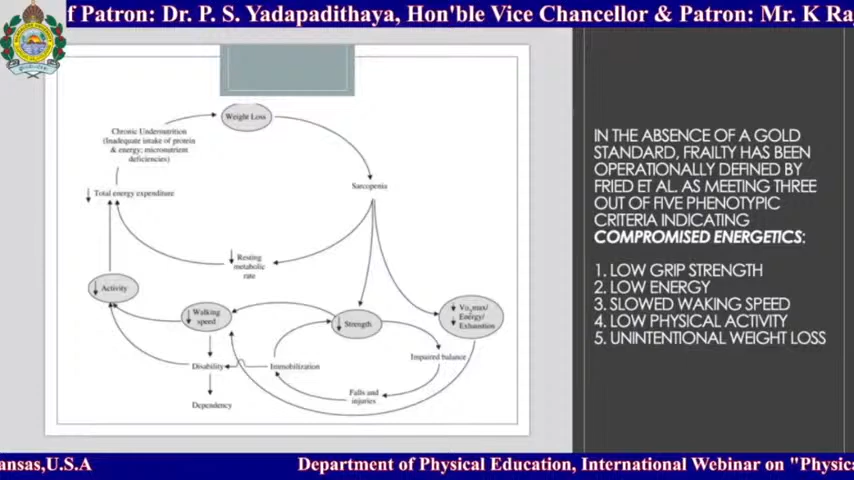 f Patron: Dr. P. S. Yadapadithaya, Hon'ble Vice Chancellor & Patron: Mr. K Ra
Weight Loss
Chronic Undernutrition
(Inadequate intake of protein
& energy; micronutrient
deficiencies)
Sarcopenia
Total energy expenditure
Resting
metabolic
rate
Activity
Walking
speed
Strength
Vo₂max/
Energy/
Exhaustion
Impaired balance
Disability
Immobilization
Falls and
injuries
Dependency
IN THE ABSENCE OF A GOLD
STANDARD, FRAILTY HAS BEEN
OPERATIONALLY DEFINED BY
FRIED ET AL. AS MEETING THREE
OUT OF FIVE PHENOTYPIC
CRITERIA INDICATING
COMPROMISED ENERGETICS:
1. LOW GRIP STRENGTH
2. LOW ENERGY
3. SLOWED WAKING SPEED
4. LOW PHYSICAL ACTIVITY
5. UNINTENTIONAL WEIGHT LOSS
ansas,U.S.A
Department of Physical Education, International Webinar on "Physica